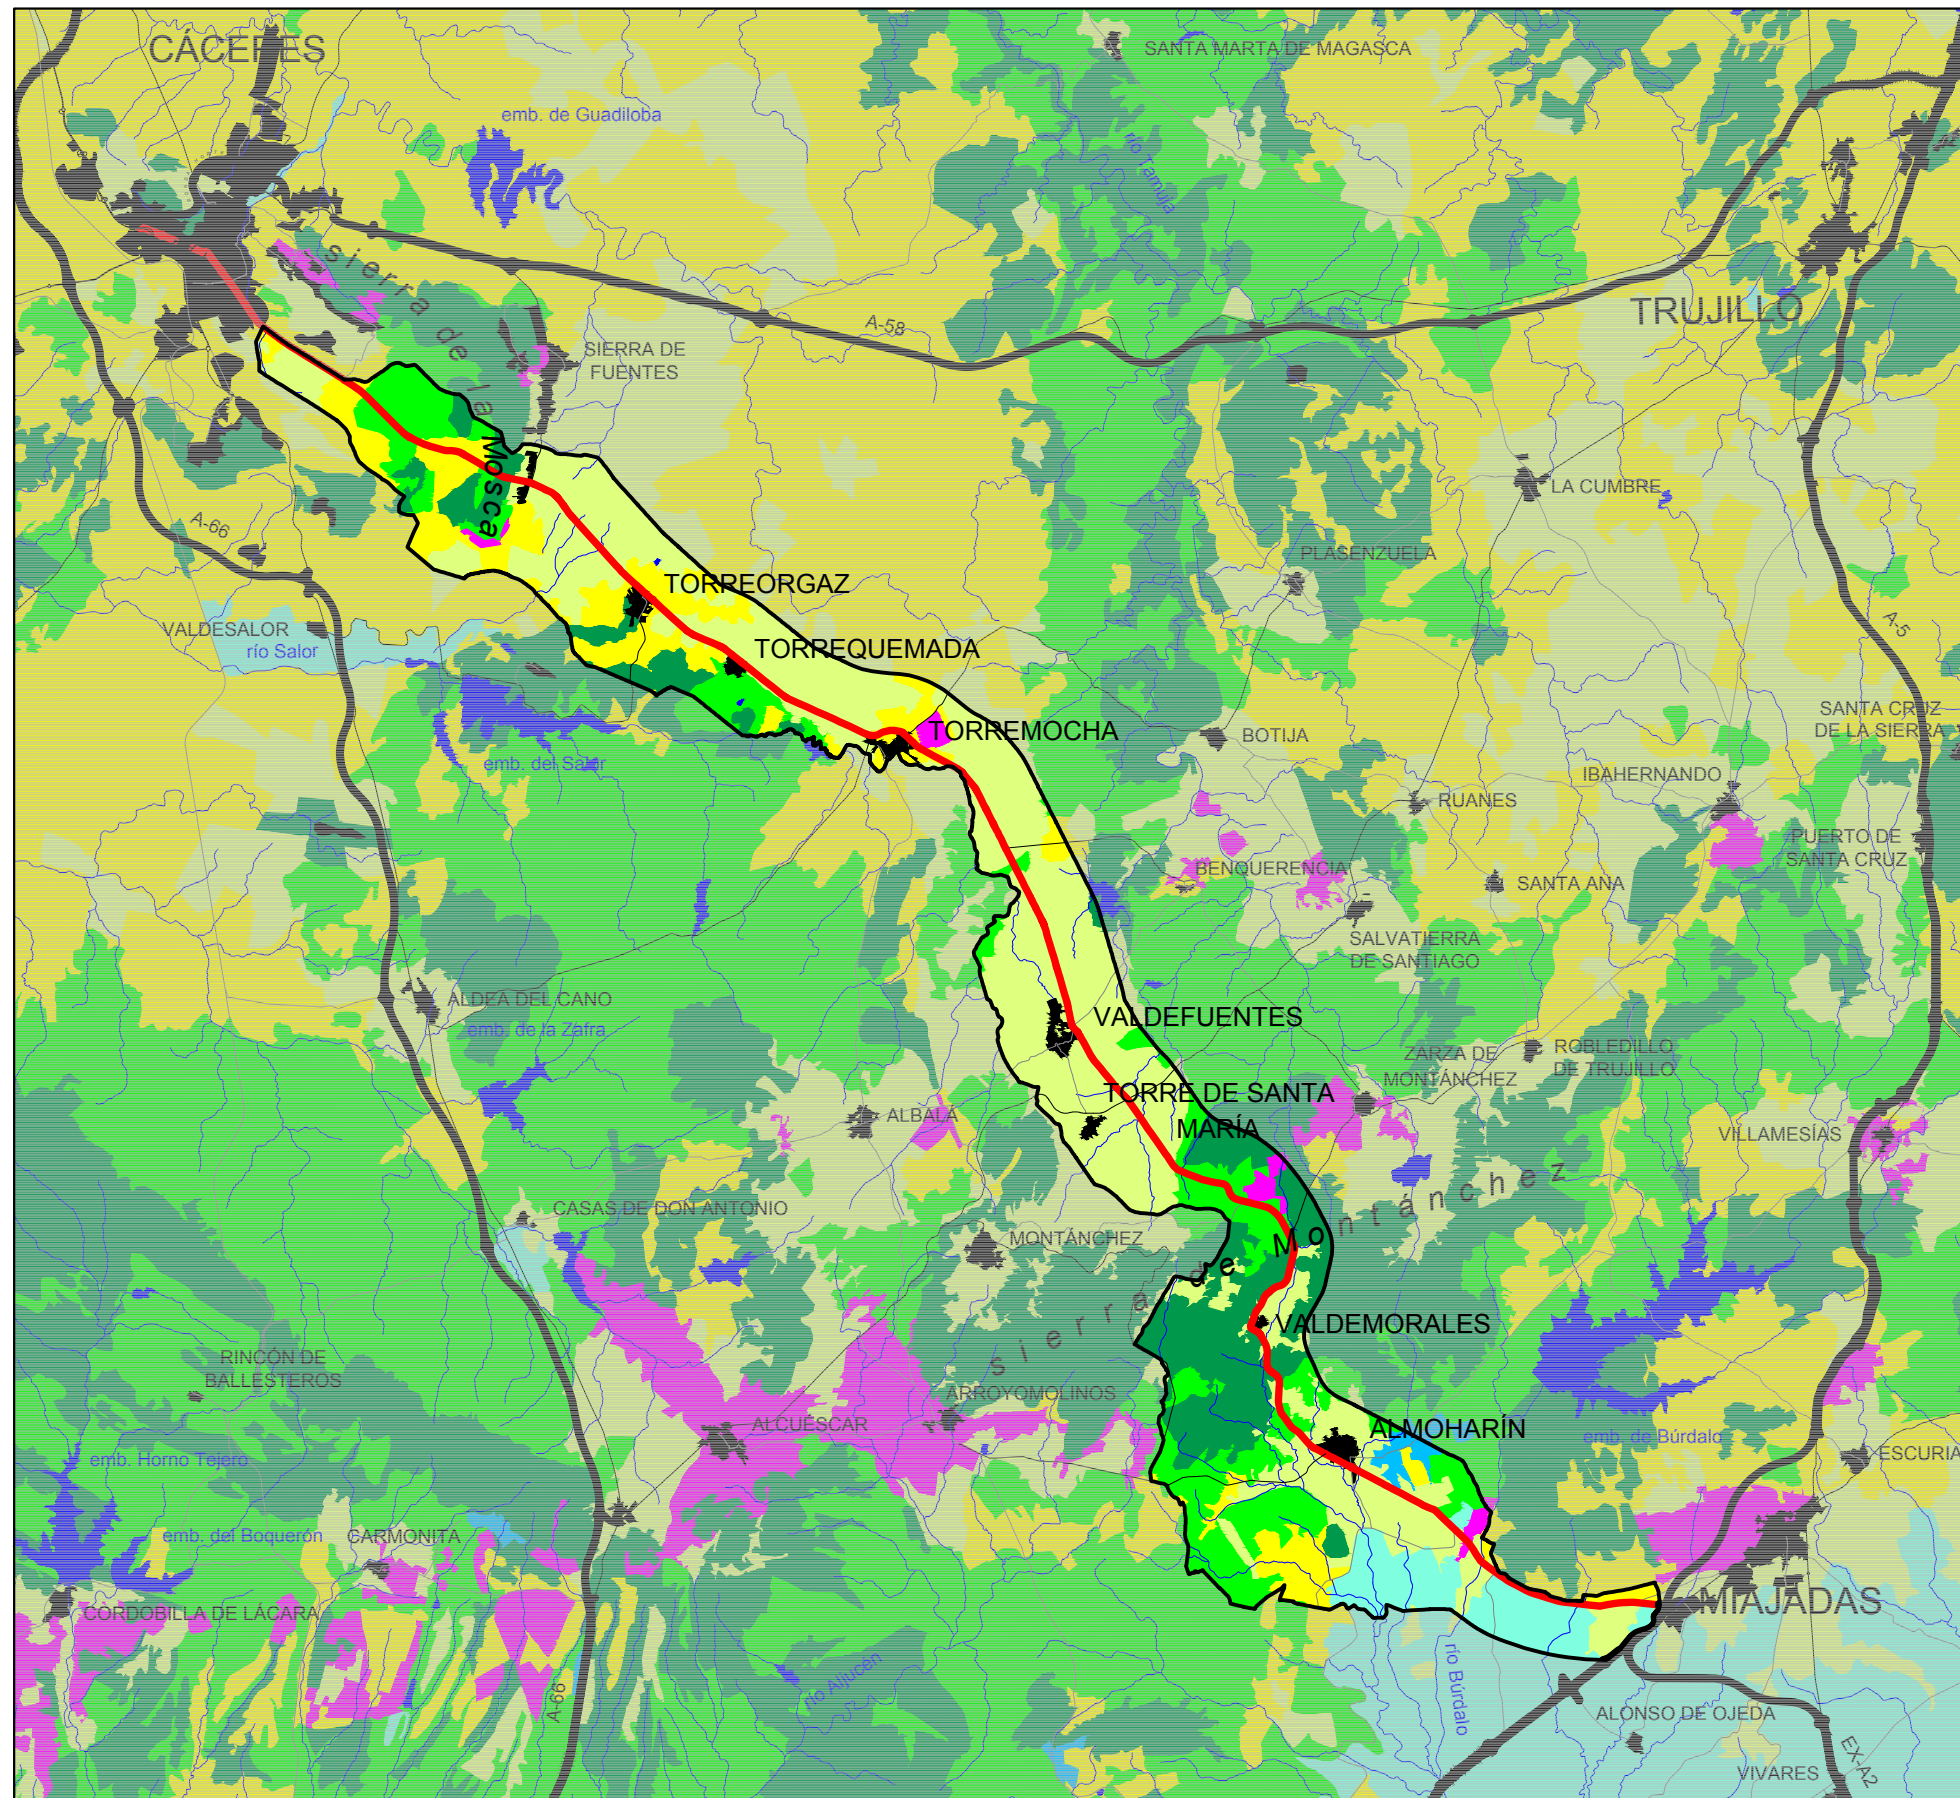 CÁCERES
SANTA MARTA DE MAGASCA
emb. de Guadiloba
río Tamuja
sierra de la Mosca
TRUJILLO
A-58
SIERRA DE
FUENTES
LA CUMBRE
A-66
PLASENZUELA
TORREORGAZ
VALDESALOR
río Salor
A-5
TORREQUEMADA
SANTA CRUZ
DE LA SIERRA
TORREMOCHA
BOTIJA
emb. del Salor
IBAHERNANDO
RUANES
PUERTO DE
SANTA CRUZ
BENQUERENCIA
SANTA ANA
SALVATIERRA
DE SANTIAGO
ALDEA DEL CANO
emb. de la Zafra
VALDEFUENTES
ZARZA DE
MONTÁNCHEZ
ROBLEDILLO
DE TRUJILLO
TORRE DE SANTA
MARÍA
ALBALÁ
VILLAMESÍAS
CASAS DE DON ANTONIO
MONTÁNCHEZ
sierra de Montánchez
VALDEMORALES
RINCÓN DE
BALLESTEROS
ARROYOMOLINOS
ALCUÉSCAR
ALMOHARÍN
emb. de Búrdalo
ESCURIA
emb. Horno Tejero
emb. del Boquerón
CARMONITA
CORDOBILLA DE LÁCARA
MIAJADAS
río Búrdalo
río Aljucén
A-66
ALONSO DE OJEDA
EX-A2
VIVARES